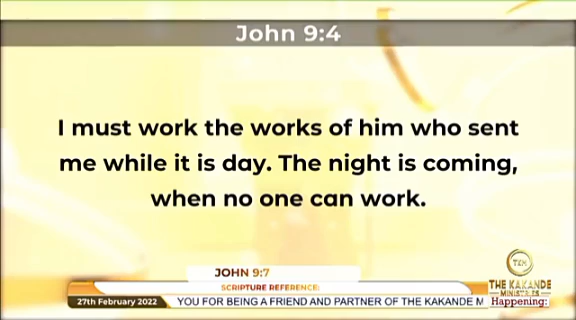 John 9:4
I must work the works of him who sent
me while it is day. The night is coming,
when no one can work.
JOHN 9:7
SCRIPTURE REFERENCE:
27th February 2022
YOU FOR BEING A FRIEND AND PARTNER OF THE KAKANDE M
TKM
THE KAKANDE
MINISTRIES
Happening: